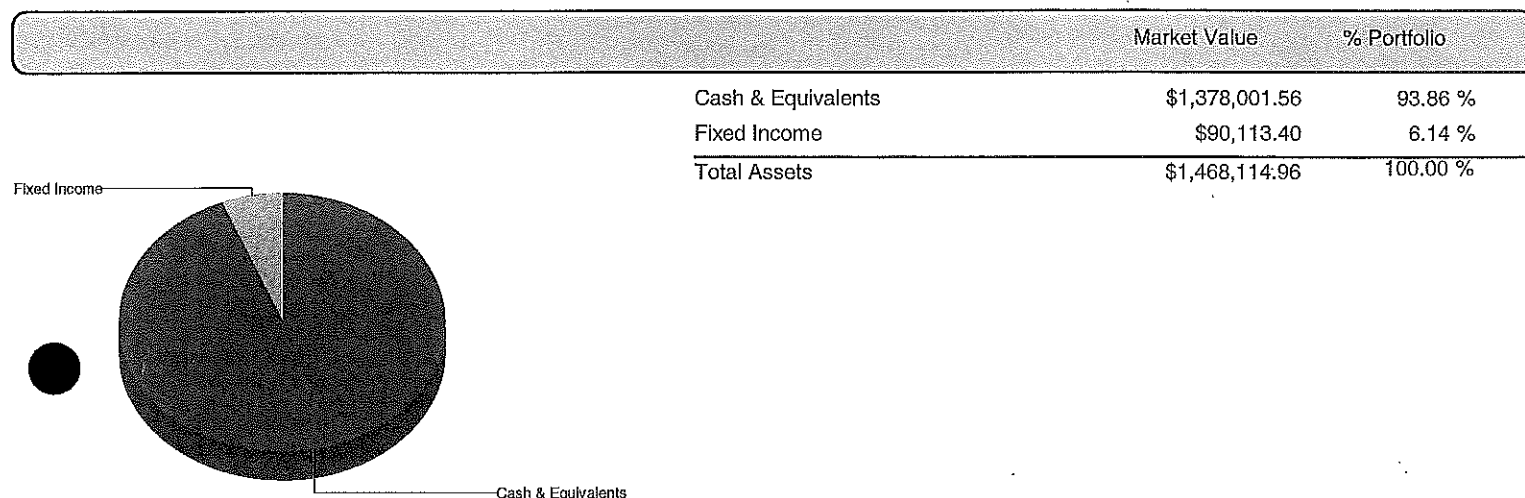 Market Value % Portfolio
Cash & Equivalents $1,378,001.56 93.86 %
Fixed Income $90,113.40 6.14 %
Total Assets $1,468,114.96 100.00 %
Fixed Income
Cash & Equivalents